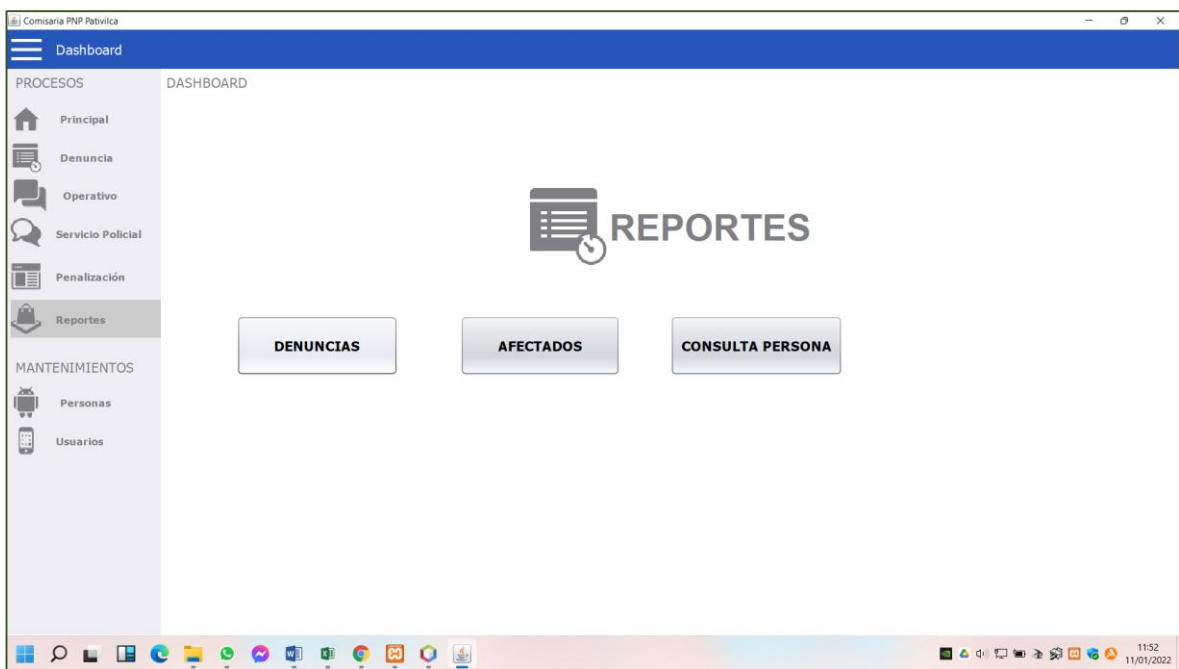 Comisaria PNP Pativilca
Dashboard
PROCESOS
Principal
Denuncia
Operativo
Servicio Policial
Penalización
Reportes
MANTENIMIENTOS
Personas
Usuarios
DASHBOARD
REPORTES
DENUNCIAS
AFECTADOS
CONSULTA PERSONA
11:52
11/01/2022